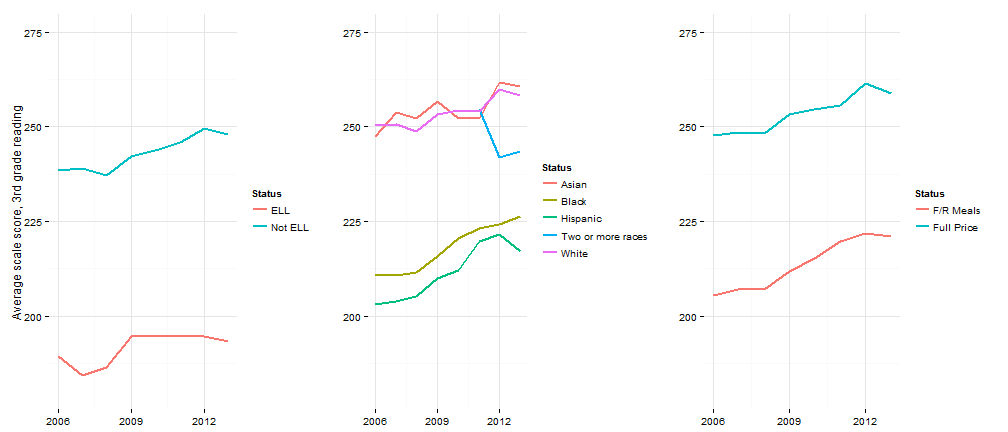 Average scale score, 3rd grade reading
275
250
225
200
2006 2009 2012
Status
ELL
Not ELL
275
250
225
200
2006 2009 2012
Status
Asian
Black
Hispanic
Two or more races
White
275
250
225
200
2006 2009 2012
Status
F/R Meals
Full Price